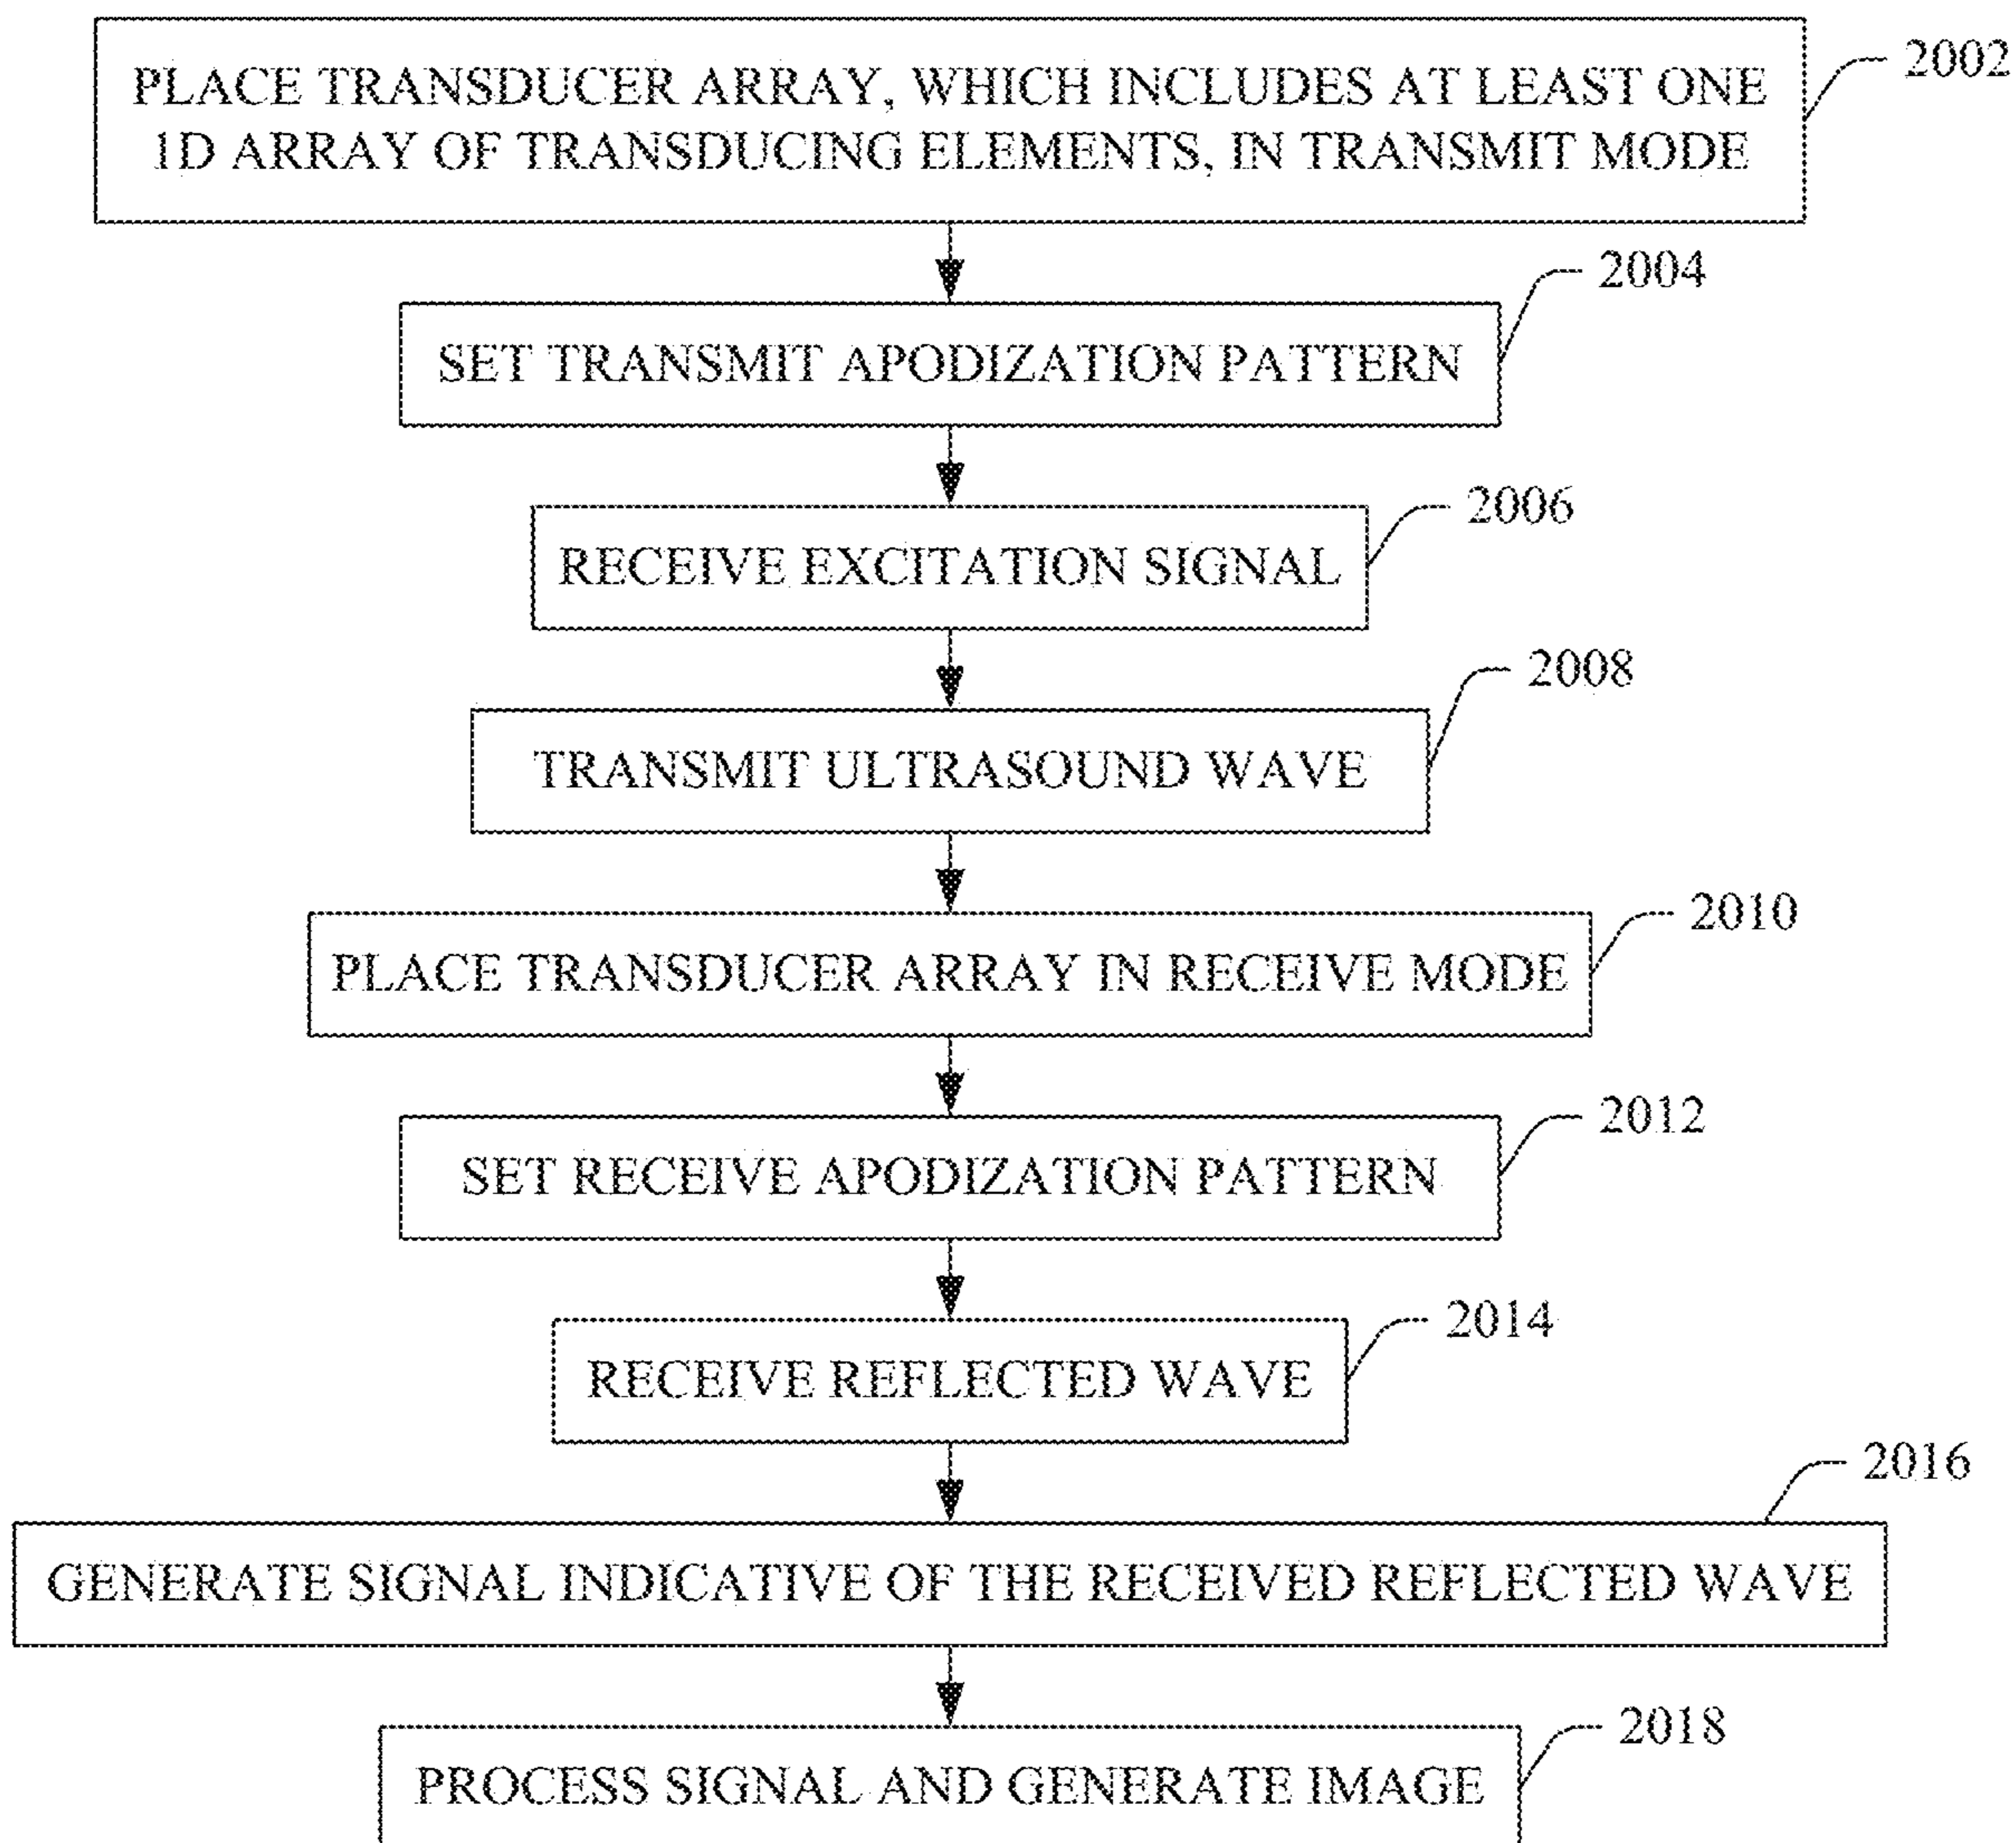 PLACE TRANSDUCER ARRAY, WHICH INCLUDES AT LEAST ONE
1D ARRAY OF TRANSDUCING ELEMENTS, IN TRANSMIT MODE
2002
2004
SET TRANSMIT APODIZATION PATTERN
2006
RECEIVE EXCITATION SIGNAL
2008
TRANSMIT ULTRASOUND WAVE
2010
PLACE TRANSDUCER ARRAY IN RECEIVE MODE
2012
SET RECEIVE APODIZATION PATTERN
2014
RECEIVE REFLECTED WAVE
2016
GENERATE SIGNAL INDICATIVE OF THE RECEIVED REFLECTED WAVE
2018
PROCESS SIGNAL AND GENERATE IMAGE